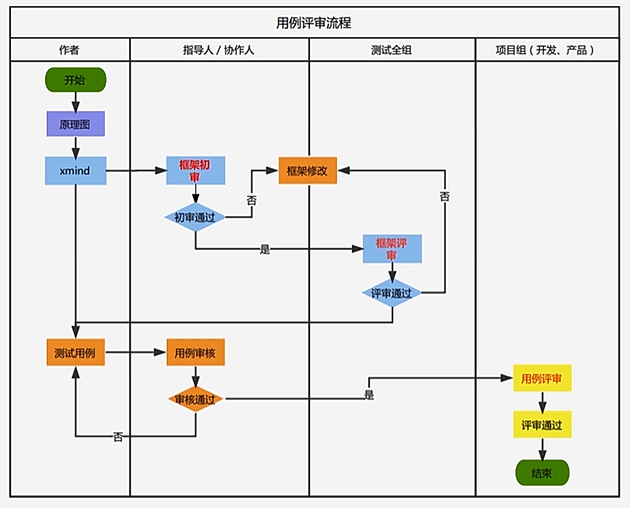 用例评审流程
作者
指导人 / 协作人
测试全组
项目组（开发、产品）
开始
原理图
xmind
框架初
审
框架修改
否
否
初审通过
是
框架评
审
评审通过
测试用例
用例审核
审核通过
是
否
用例评审
评审通过
结束